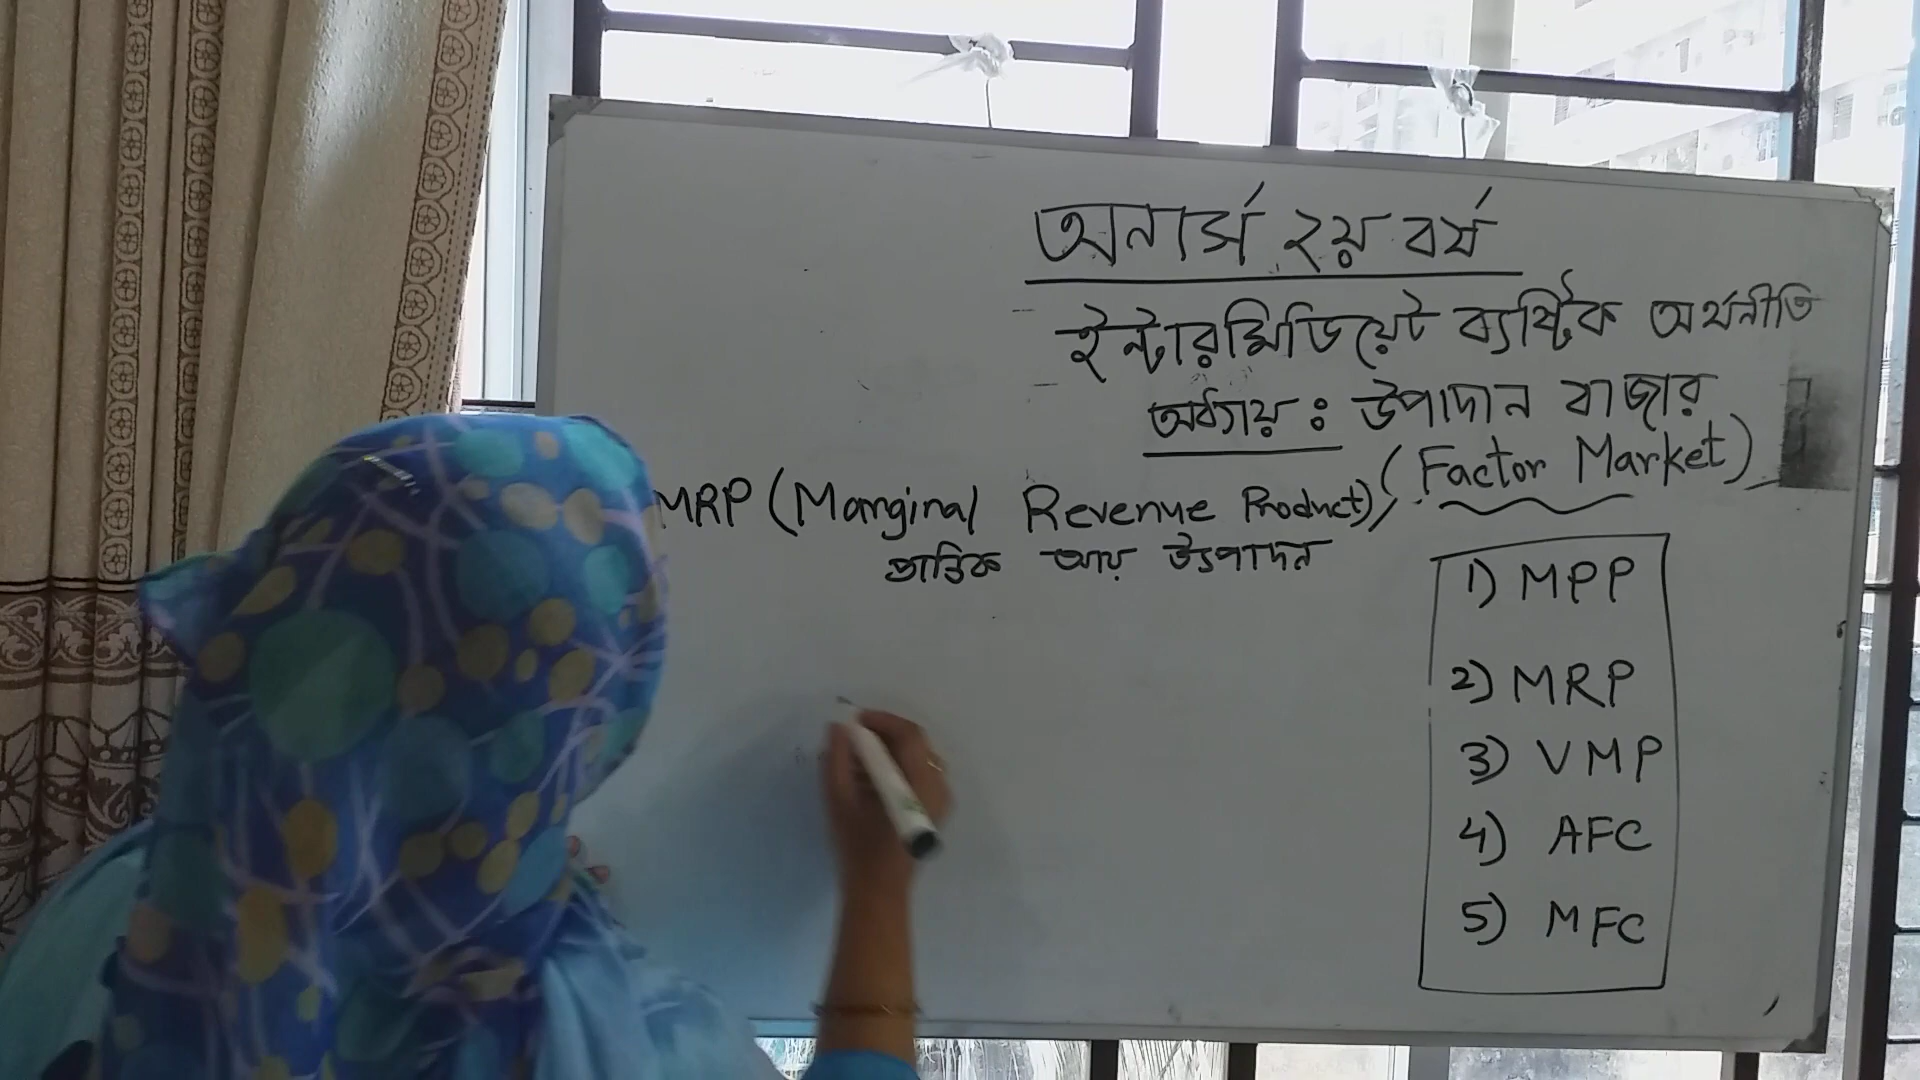 অনার্স ২য় বর্ষ
ইন্টারমিডিয়েট ব্যষ্টিক অর্থনীতি
অধ্যায় : উপাদান বাজার
(Factor Market)
MRP (Marginal Revenue Product)
প্রান্তিক আয় উৎপাদন
1) MPP
2) MRP
3) VMP
4) AFC
5) MFC